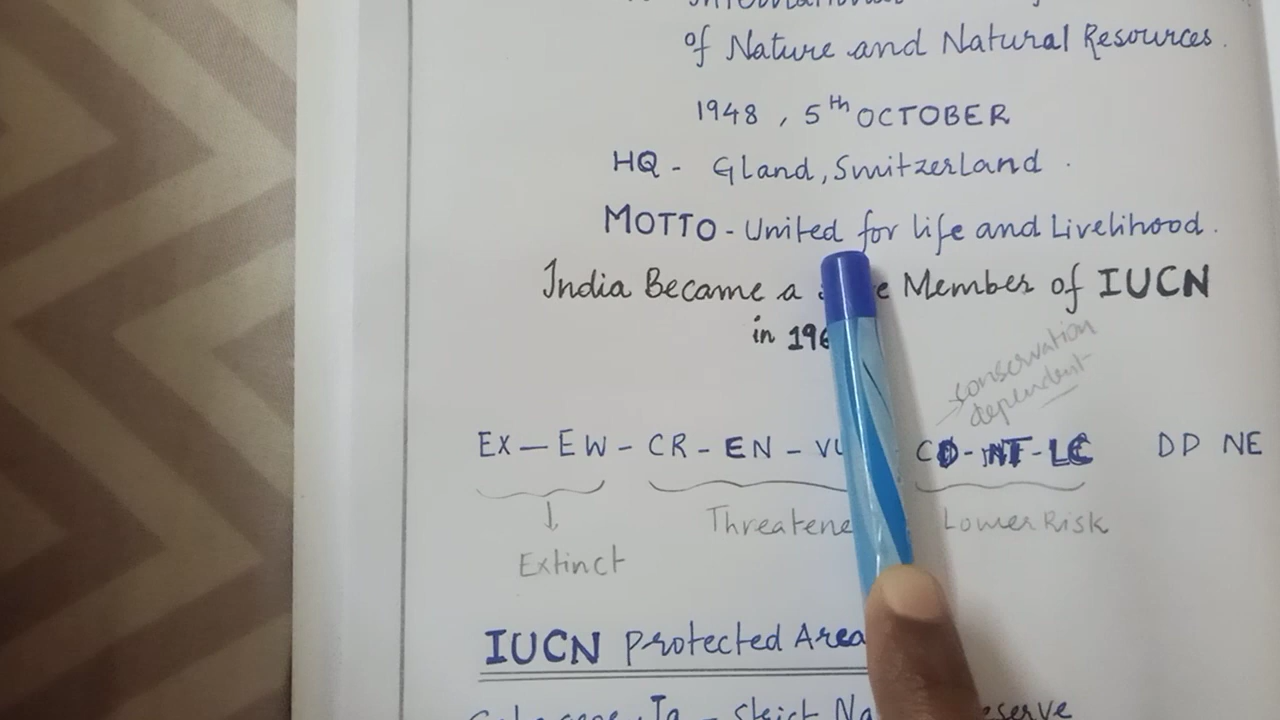 of Nature and Natural Resources.
1948, 5th OCTOBER
HQ - Gland, Switzerland.
MOTTO - United for life and Livelihood.
India Became a Member of IUCN
in
conservation
dependent
EX - EW - CR - EN - CD - NT - LC DD NE
Extinct
Lower Risk
IUCN Protected Area
Ia - Strict